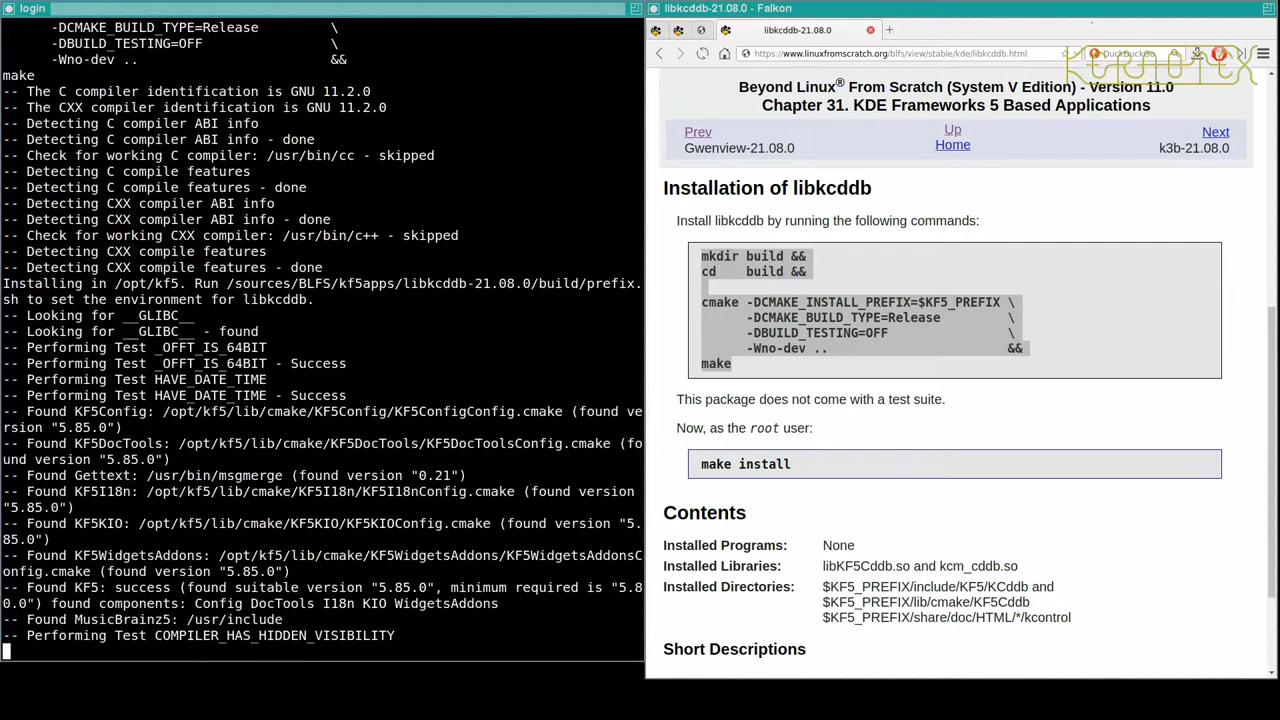 login
-DCMAKE_BUILD_TYPE=Release \
-DBUILD_TESTING=OFF \
-Wno-dev .. &&
make
-- The C compiler identification is GNU 11.2.0
-- The CXX compiler identification is GNU 11.2.0
-- Detecting C compiler ABI info
-- Detecting C compiler ABI info - done
-- Check for working C compiler: /usr/bin/cc - skipped
-- Detecting C compile features
-- Detecting C compile features - done
-- Detecting CXX compiler ABI info
-- Detecting CXX compiler ABI info - done
-- Check for working CXX compiler: /usr/bin/c++ - skipped
-- Detecting CXX compile features
-- Detecting CXX compile features - done
Installing in /opt/kf5. Run /sources/BLFS/kf5apps/libkcddb-21.08.0/build/prefix.
sh to set the environment for libkcddb.
-- Looking for __GLIBC__
-- Looking for __GLIBC__ - found
-- Performing Test _OFFT_IS_64BIT
-- Performing Test _OFFT_IS_64BIT - Success
-- Performing Test HAVE_DATE_TIME
-- Performing Test HAVE_DATE_TIME - Success
-- Found KF5Config: /opt/kf5/lib/cmake/KF5Config/KF5ConfigConfig.cmake (found ve
rsion "5.85.0")
-- Found KF5DocTools: /opt/kf5/lib/cmake/KF5DocTools/KF5DocToolsConfig.cmake (fo
und version "5.85.0")
-- Found Gettext: /usr/bin/msgmerge (found version "0.21")
-- Found KF5I18n: /opt/kf5/lib/cmake/KF5I18n/KF5I18nConfig.cmake (found version
"5.85.0")
-- Found KF5KIO: /opt/kf5/lib/cmake/KF5KIO/KF5KIOConfig.cmake (found version "5.
85.0")
-- Found KF5WidgetsAddons: /opt/kf5/lib/cmake/KF5WidgetsAddons/KF5WidgetsAddonsC
onfig.cmake (found version "5.85.0")
-- Found KF5: success (found suitable version "5.85.0", minimum required is "5.8
0.0") found components: Config DocTools I18n KIO WidgetsAddons
-- Found MusicBrainz5: /usr/include
-- Performing Test COMPILER_HAS_HIDDEN_VISIBILITY
libkcddb-21.08.0 - Falkon
libkcddb-21.08.0
https://www.linuxfromscratch.org/blfs/view/stable/kde/libkcddb.html
DuckDuckGo
Beyond Linux® From Scratch (System V Edition) - Version 11.0
Chapter 31. KDE Frameworks 5 Based Applications
Prev Up Next
Gwenview-21.08.0 Home k3b-21.08.0
Installation of libkcddb
Install libkcddb by running the following commands:
mkdir build &&
cd build &&
cmake -DCMAKE_INSTALL_PREFIX=$KF5_PREFIX \
-DCMAKE_BUILD_TYPE=Release \
-DBUILD_TESTING=OFF \
-Wno-dev .. &&
make
This package does not come with a test suite.
Now, as the root user:
make install
Contents
Installed Programs: None
Installed Libraries: libKF5Cddb.so and kcm_cddb.so
Installed Directories: $KF5_PREFIX/include/KF5/KCddb and
$KF5_PREFIX/lib/cmake/KF5Cddb
$KF5_PREFIX/share/doc/HTML/*/kcontrol
Short Descriptions